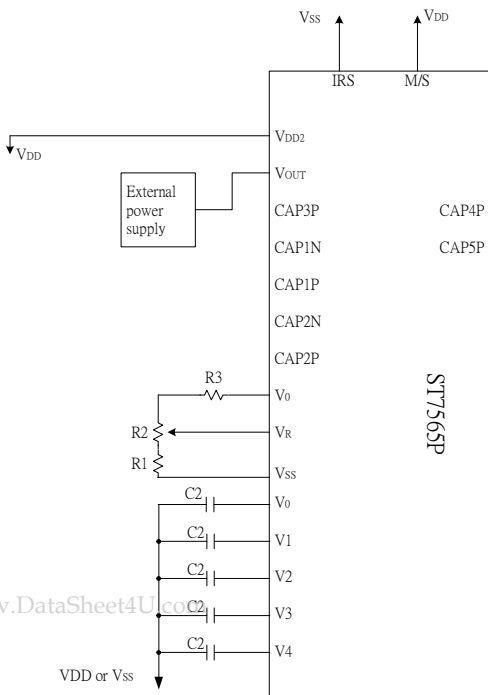 Vss VDD
IRS M/S
VDD2
VDD
VOUT
External
power
supply
CAP3P CAP4P
CAP1N CAP5P
CAP1P
CAP2N
CAP2P
R3 V0
R2 VR
R1
VSS
C2 V0
C2 V1
C2 V2
C2 V3
C2 V4
ST7565P
w.DataSheet4U.com
VDD or Vss